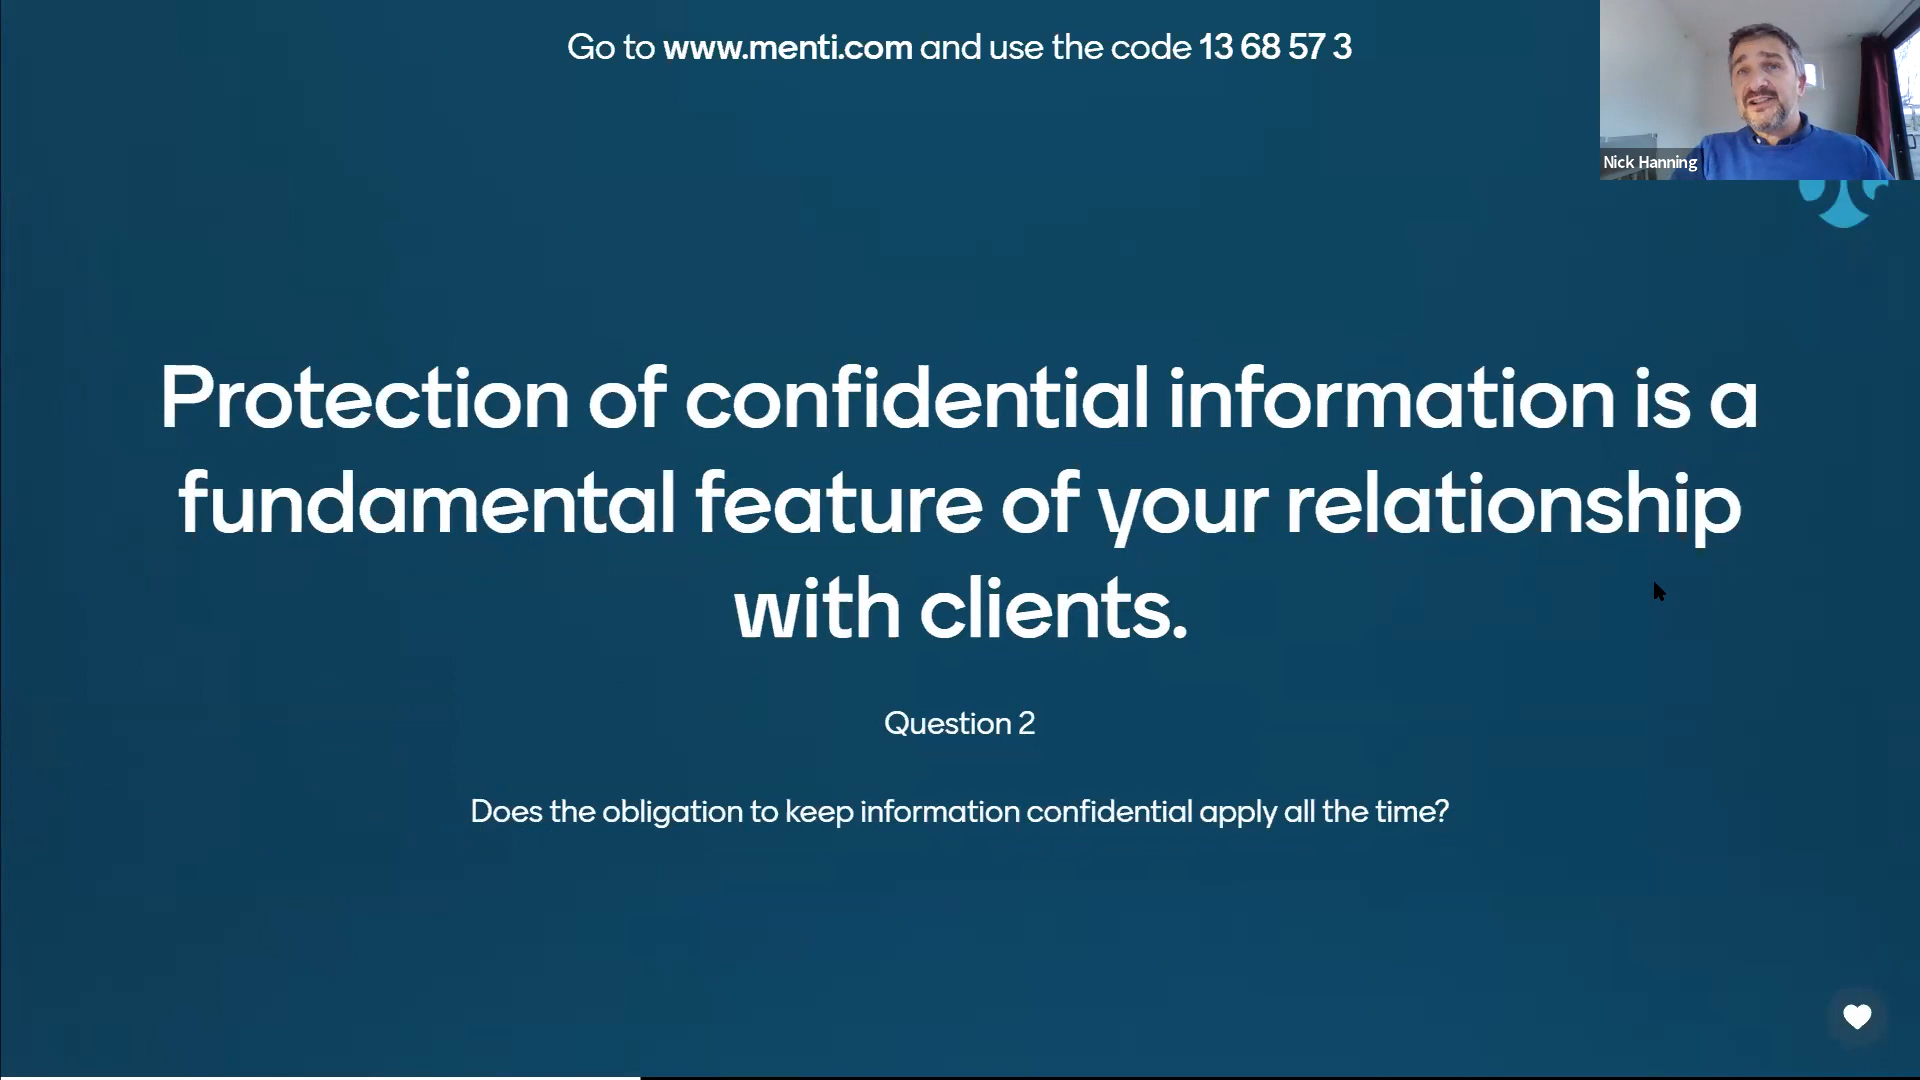 Go to www.menti.com and use the code 13 68 57 3
Nick Hanning
Protection of confidential information is a
fundamental feature of your relationship
with clients.
Question 2
Does the obligation to keep information confidential apply all the time?